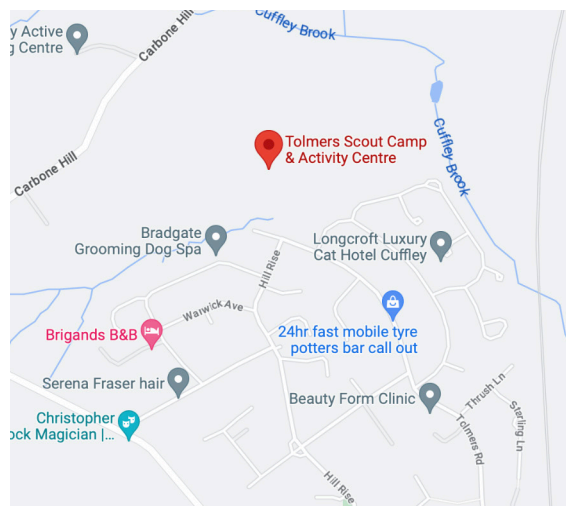 Cuffley Brook
y Active
g Centre
Carbone Hill
Tolmers Scout Camp
& Activity Centre
Cuffley Brook
Carbone Hill
Bradgate
Grooming Dog Spa
Longcroft Luxury
Cat Hotel Cuffley
Hill Rise
Warwick Ave
Brigands B&B
24hr fast mobile tyre
potters bar call out
Serena Fraser hair
Beauty Form Clinic
Thrush Ln
Christopher
ock Magician |...
Tolmers Rd
Starling Ln
Hill Rise